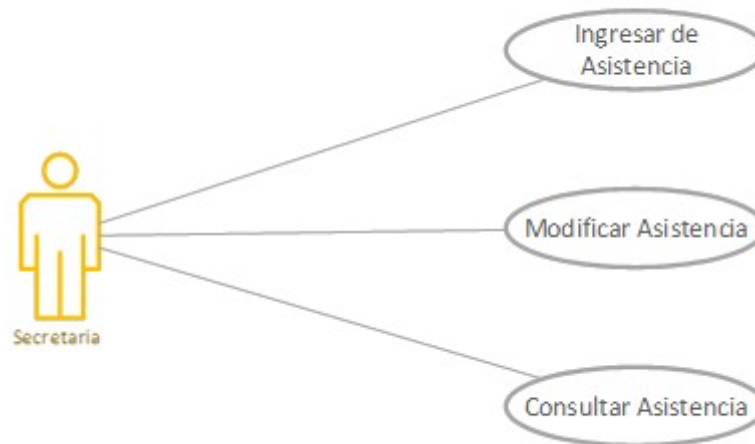 Ingresar de
Asistencia
Modificar Asistencia
Secretaria
Consultar Asistencia